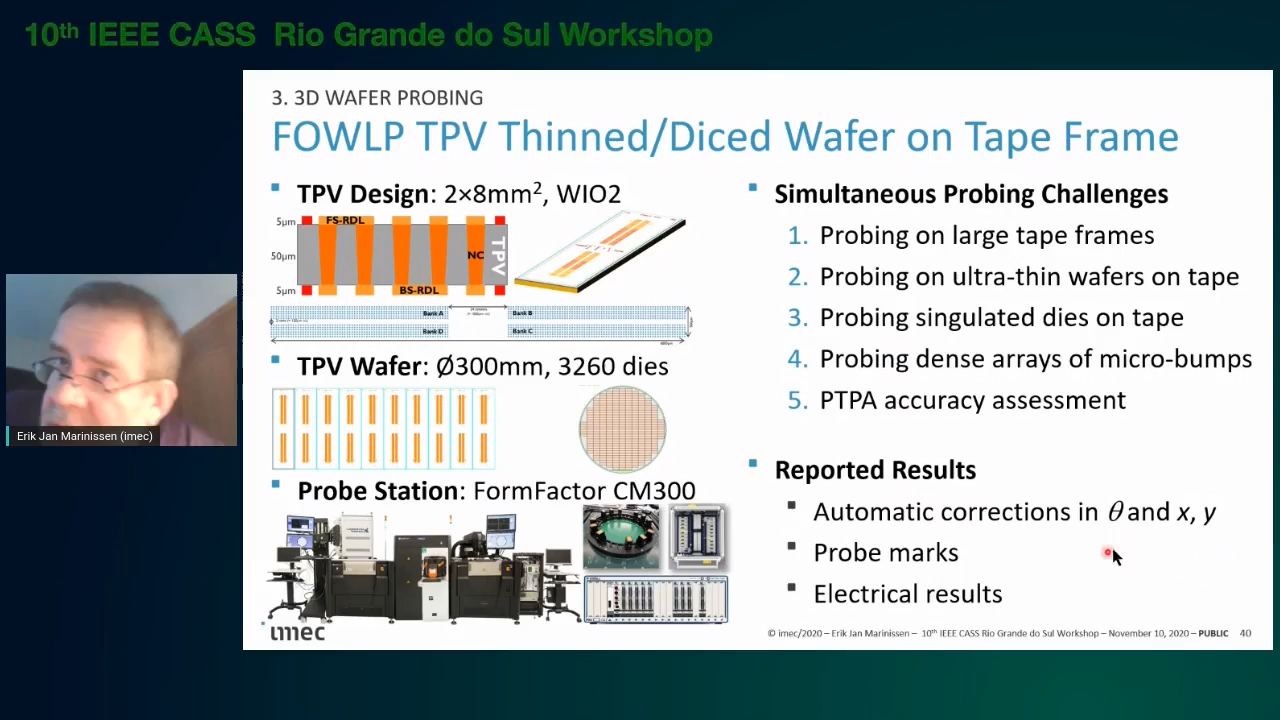 10th IEEE CASS Rio Grande do Sul Workshop
3. 3D WAFER PROBING
FOWLP TPV Thinned/Diced Wafer on Tape Frame
TPV Design: 2×8mm², WIO2
5µm
FS-RDL
50µm
NC
TPV
5µm
BS-RDL
Bank A
Bank B
Bank D
Bank C
TPV Wafer: Ø300mm, 3260 dies
Probe Station: FormFactor CM300
imec
Simultaneous Probing Challenges
1. Probing on large tape frames
2. Probing on ultra-thin wafers on tape
3. Probing singulated dies on tape
4. Probing dense arrays of micro-bumps
5. PTPA accuracy assessment
Reported Results
Automatic corrections in θ and x, y
Probe marks
Electrical results
© imec/2020 – Erik Jan Marinissen – 10th IEEE CASS Rio Grande do Sul Workshop – November 10, 2020 – PUBLIC 40
Erik Jan Marinissen (imec)